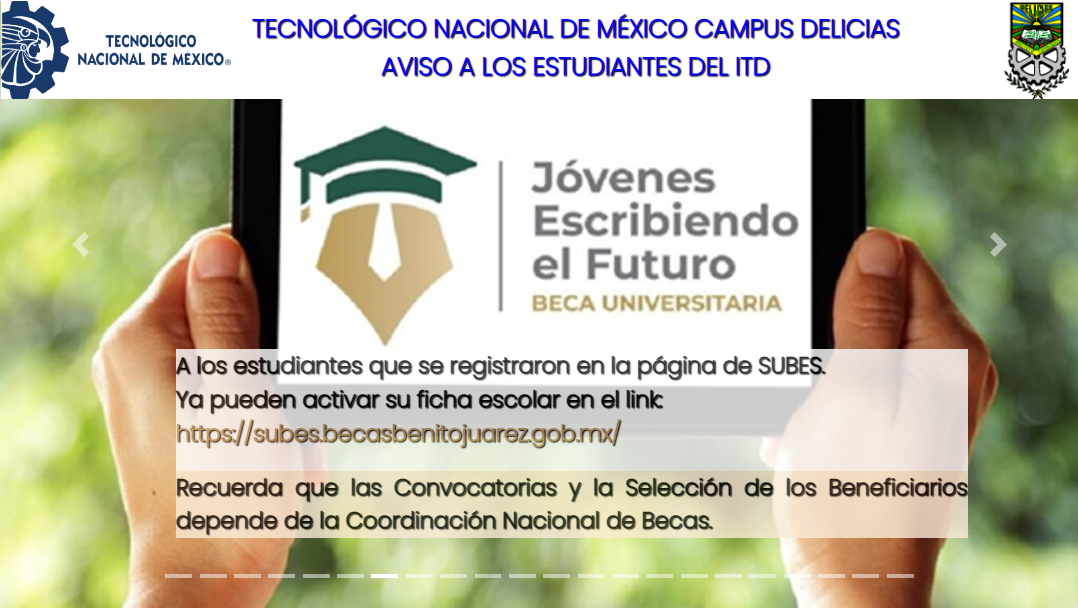 TECNOLÓGICO
NACIONAL DE MÉXICO®
TECNOLÓGICO NACIONAL DE MÉXICO CAMPUS DELICIAS
AVISO A LOS ESTUDIANTES DEL ITD
DELICIAS
Jóvenes
Escribiendo
el Futuro
BECA UNIVERSITARIA
A los estudiantes que se registraron en la página de SUBES.
Ya pueden activar su ficha escolar en el link:
https://subes.becasbenitojuarez.gob.mx/
Recuerda que las Convocatorias y la Selección de los Beneficiarios
depende de la Coordinación Nacional de Becas.